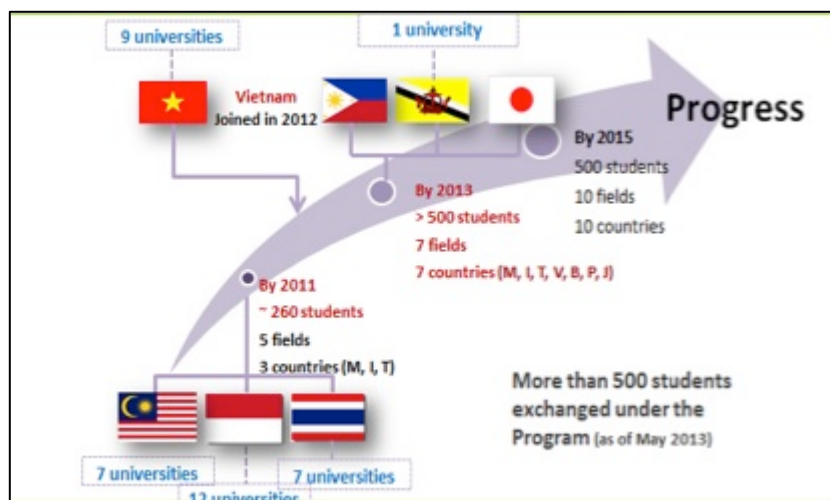 9 universities
1 university
Vietnam
Joined in 2012
Progress
By 2015
500 students
10 fields
10 countries
By 2013
> 500 students
7 fields
7 countries (M, I, T, V, B, P, J)
By 2011
~ 260 students
5 fields
3 countries (M, I, T)
More than 500 students
exchanged under the
Program (as of May 2013)
7 universities
12 universities
7 universities